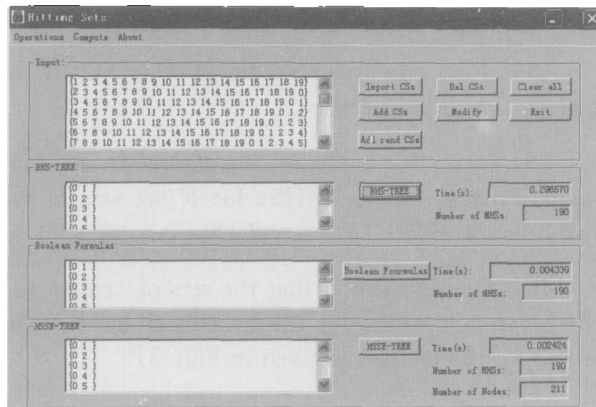 Hitting Sets
Operations Compute About
Input:
{1 2 3 4 5 6 7 8 9 10 11 12 13 14 15 16 17 18 19}
{2 3 4 5 6 7 8 9 10 11 12 13 14 15 16 17 18 19 0}
{3 4 5 6 7 8 9 10 11 12 13 14 15 16 17 18 19 0 1}
{4 5 6 7 8 9 10 11 12 13 14 15 16 17 18 19 0 1 2}
{5 6 7 8 9 10 11 12 13 14 15 16 17 18 19 0 1 2 3}
{6 7 8 9 10 11 12 13 14 15 16 17 18 19 0 1 2 3 4}
{7 8 9 10 11 12 13 14 15 16 17 18 19 0 1 2 3 4 5}
Import CSs Del CSs Clear all
Add CSs Modify Exit
Add rand CSs
BHS-TREE:
{0 1 }
{0 2 }
{0 3 }
{0 4 }
{0 5 }
BHS-TREE Time(s): 0.296570
Number of MHSs: 190
Boolean Formulas:
{0 1 }
{0 2 }
{0 3 }
{0 4 }
{0 5 }
Boolean Fourmulas Time(s): 0.004339
Number of MHSs: 190
HSSE-TREE
{0 1 }
{0 2 }
{0 3 }
{0 4 }
{0 5 }
HSSE-TREE Time(s): 0.002424
Number of MHSs: 190
Number of Nodes: 211